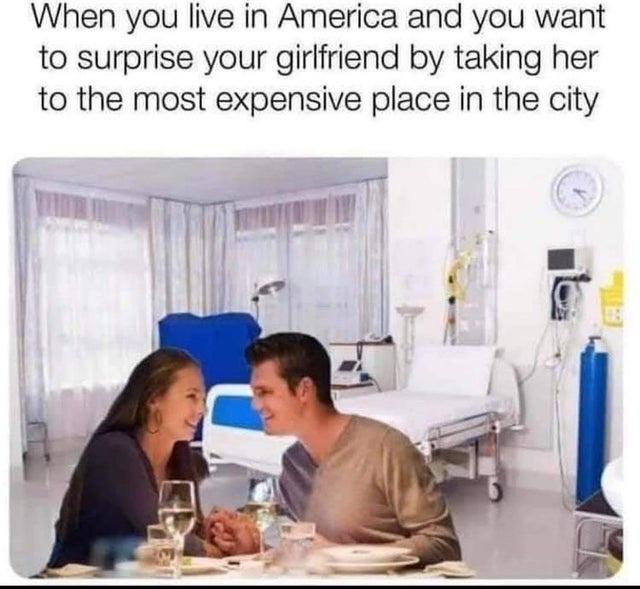 When you live in America and you want
to surprise your girlfriend by taking her
to the most expensive place in the city